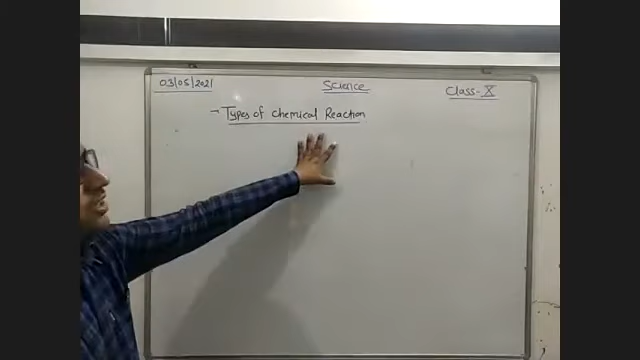 03/05/2021 Science Class-X
- Types of Chemical Reaction